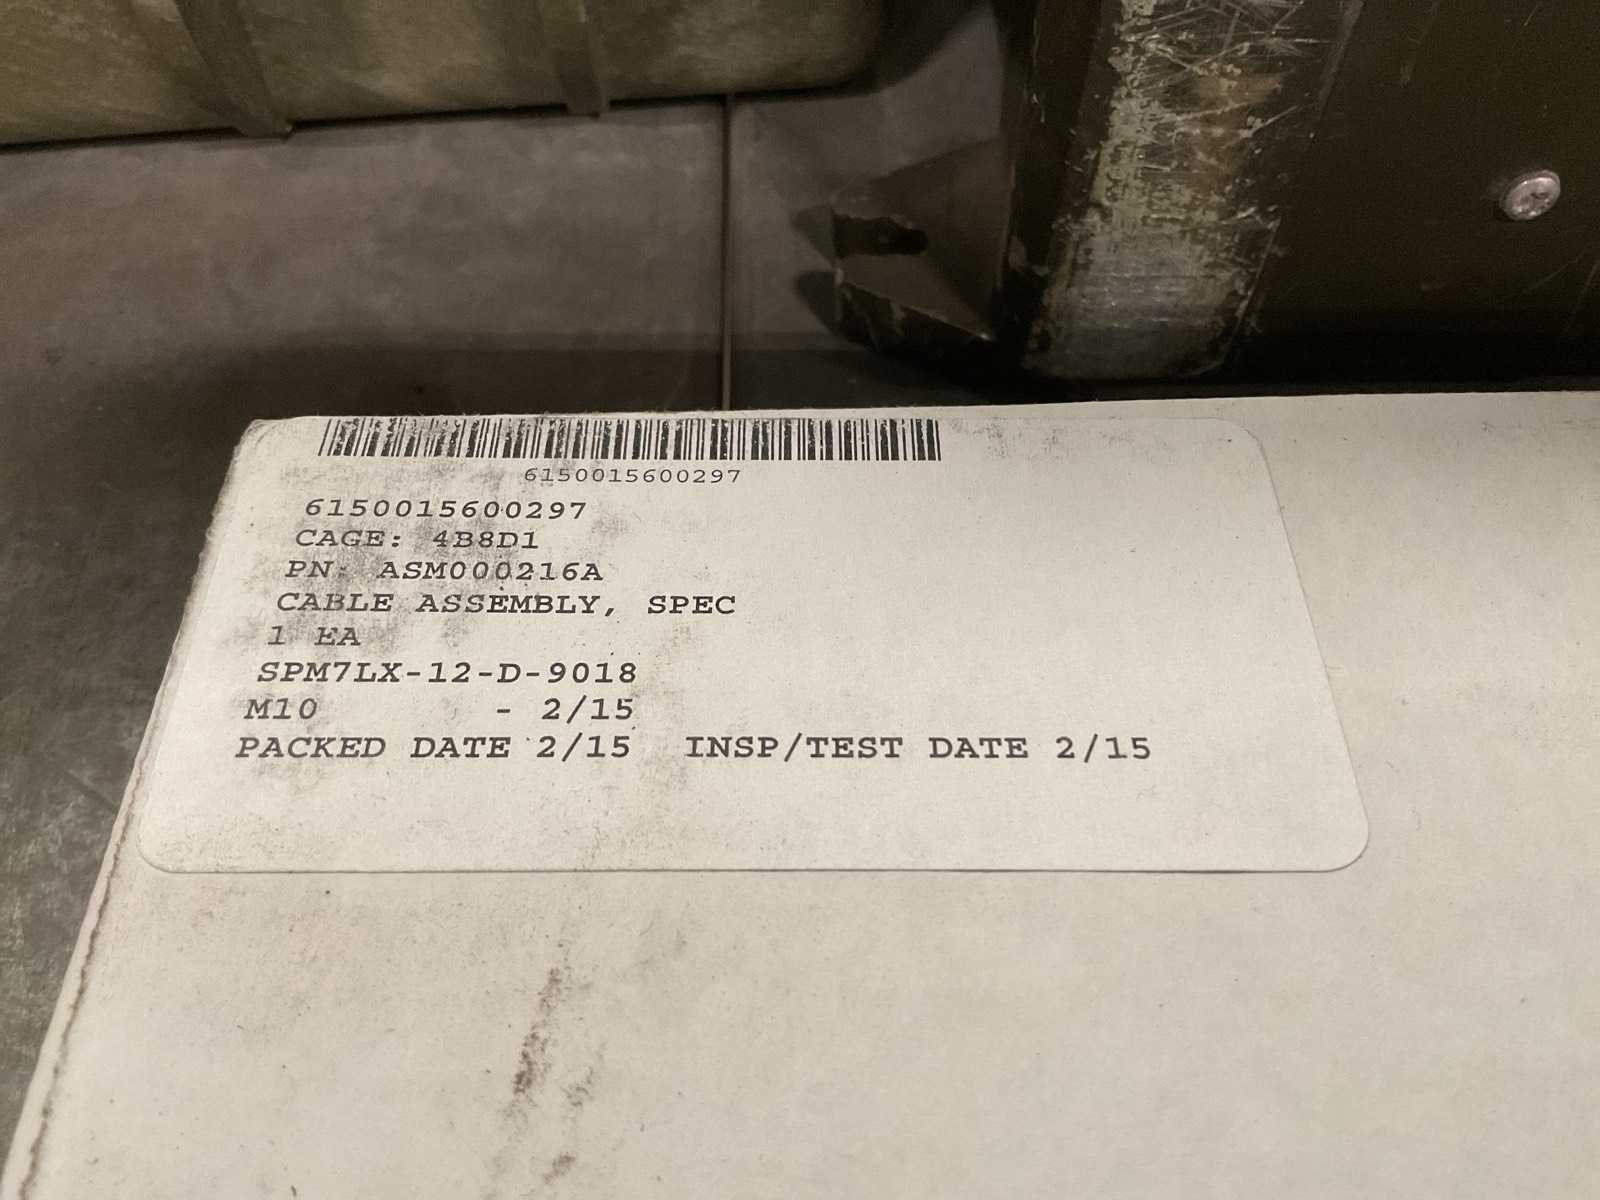 6150015600297
6150015600297
CAGE: 4B8D1
PN: ASM000216A
CABLE ASSEMBLY, SPEC
1 EA
SPM7LX-12-D-9018
M10 - 2/15
PACKED DATE 2/15 INSP/TEST DATE 2/15